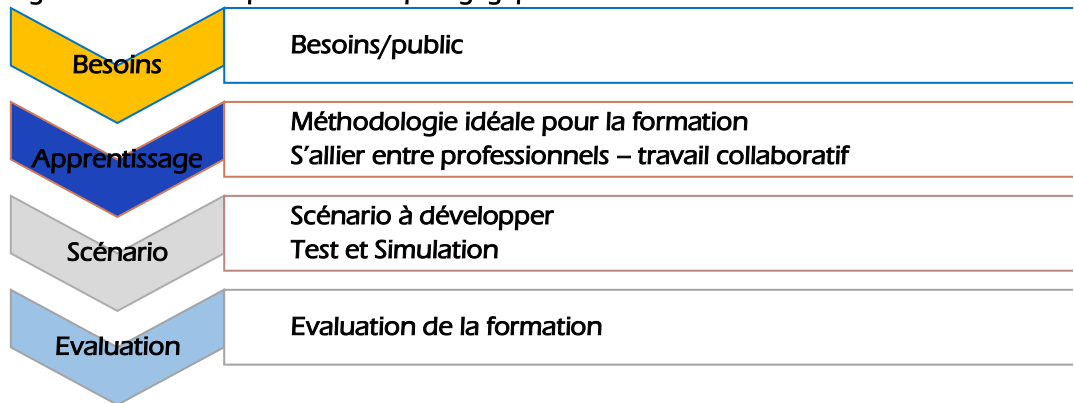 Besoins
Besoins/public
Apprentissage
Méthodologie idéale pour la formation
S'allier entre professionnels – travail collaboratif
Scénario
Scénario à développer
Test et Simulation
Evaluation
Evaluation de la formation